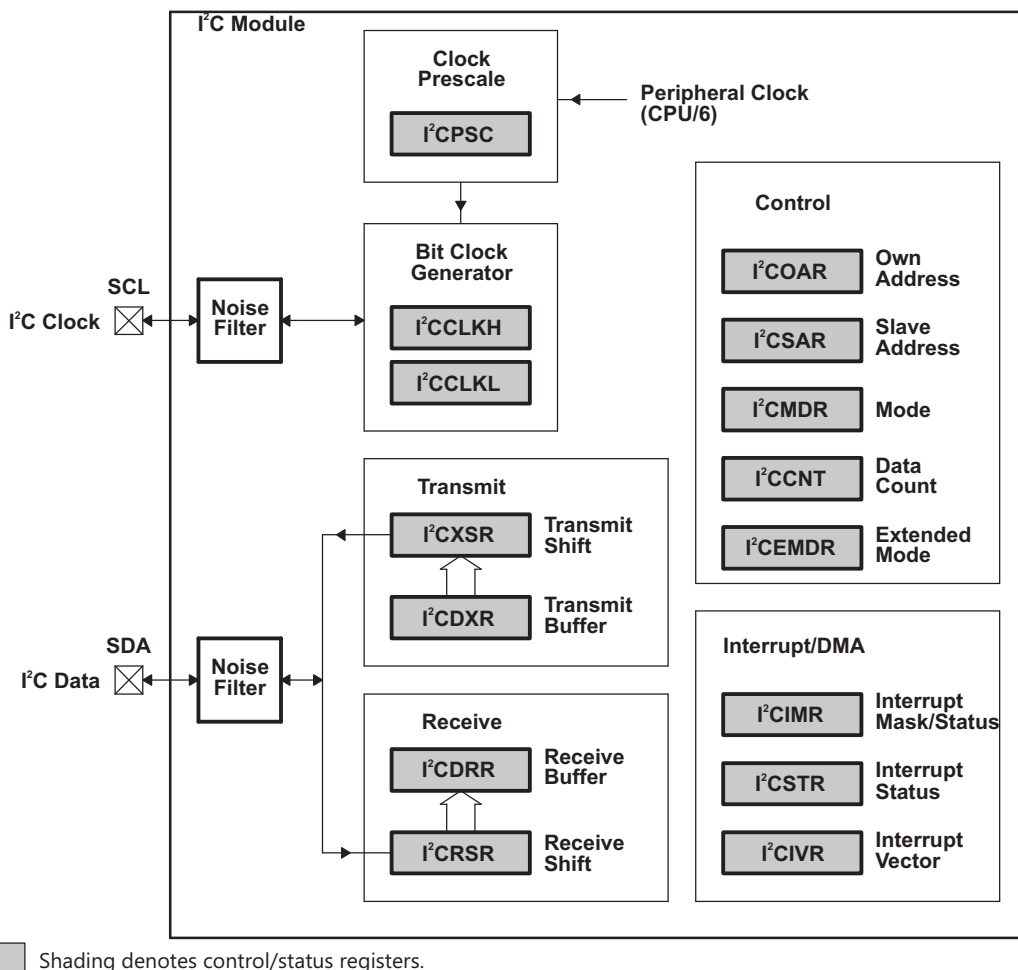 I²C Module
Clock
Prescale
I²CPSC
Peripheral Clock
(CPU/6)
Bit Clock
Generator
I²CCLKH
I²CCLKL
SCL
I²C Clock
Noise
Filter
Control
I²COAR
Own
Address
I²CSAR
Slave
Address
I²CMDR
Mode
I²CCNT
Data
Count
I²CEMDR
Extended
Mode
Transmit
I²CXSR
Transmit
Shift
I²CDXR
Transmit
Buffer
SDA
I²C Data
Noise
Filter
Receive
I²CDRR
Receive
Buffer
I²CRSR
Receive
Shift
Interrupt/DMA
I²CIMR
Interrupt
Mask/Status
I²CSTR
Interrupt
Status
I²CIVR
Interrupt
Vector
Shading denotes control/status registers.